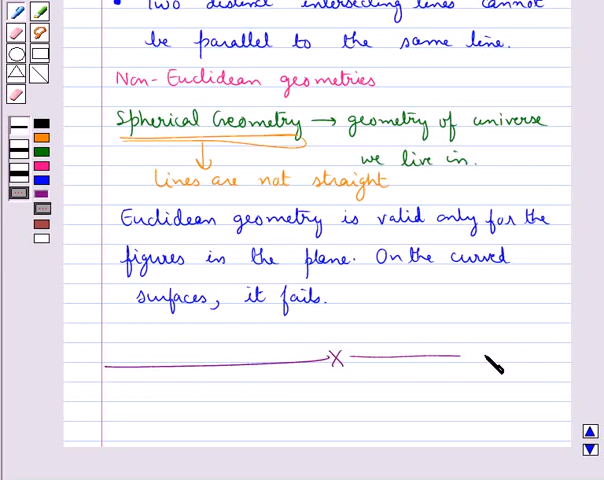 • Two distinct intersecting lines cannot
be parallel to the same line.
Non-Euclidean geometries
Spherical Geometry → geometry of universe
we live in.
lines are not straight
Euclidean geometry is valid only for the
figures in the plane. On the curved
surfaces, it fails.
X